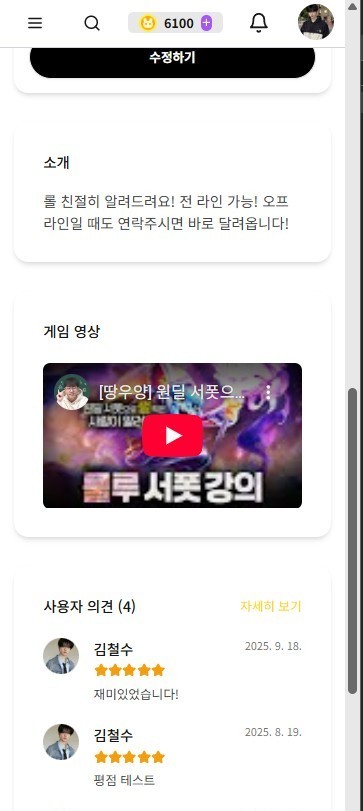 6100
수정하기
소개
롤 친절히 알려드려요! 전 라인 가능! 오프
라인일 때도 연락주시면 바로 달려옵니다!
게임 영상
[땅우양] 원딜 서폿으...
룰루 서폿 강의
사용자 의견 (4)
자세히 보기
김철수
2025. 9. 18.
재미있었습니다!
김철수
2025. 8. 19.
평점 테스트